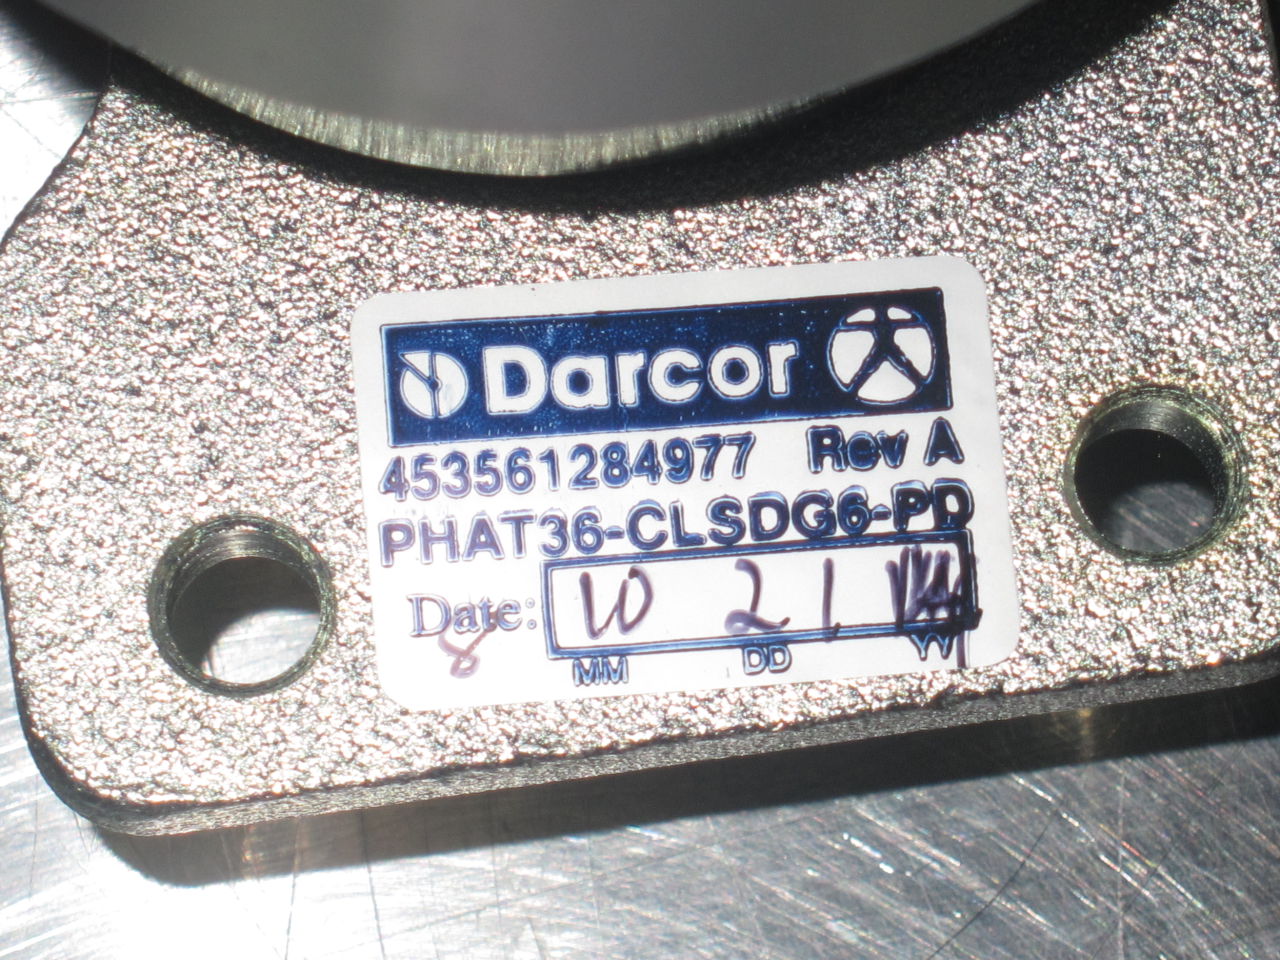 Darcor
453561284977 Rev A
PHAT36-CLSDG6-PD
Date: 10 21
8 MM DD YY